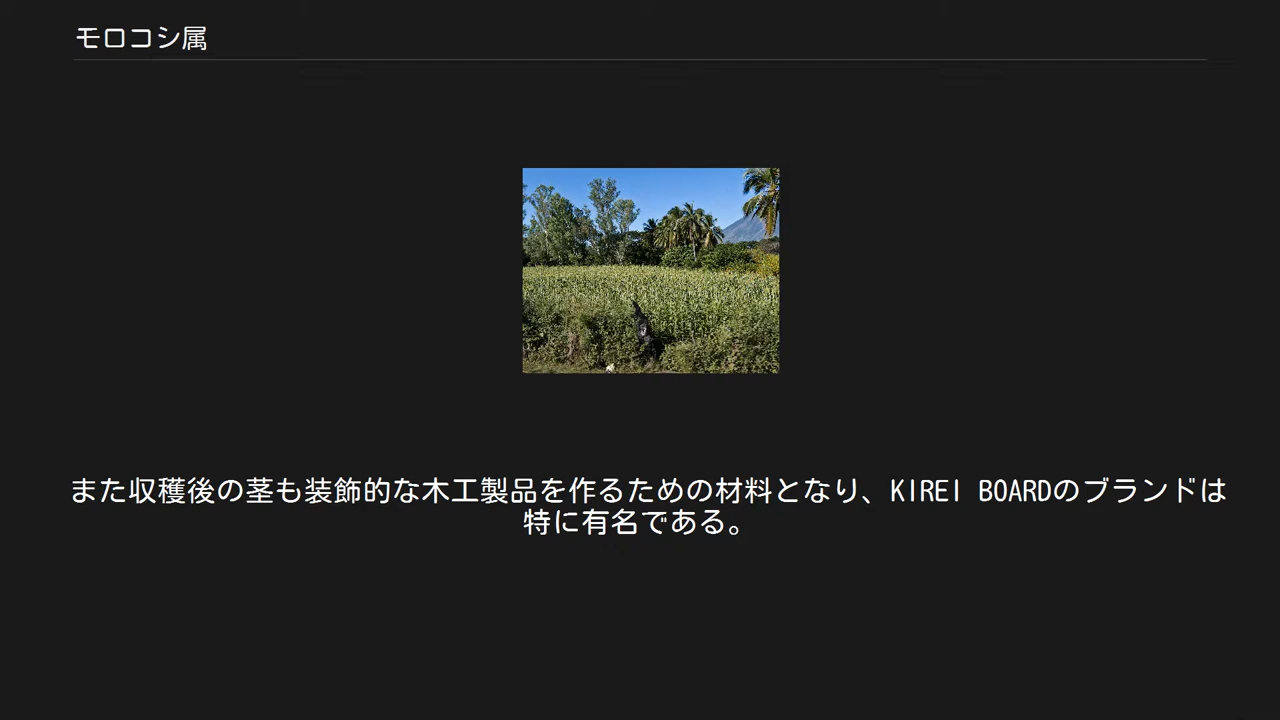 モロコシ属
また収穫後の茎も装飾的な木工製品を作るための材料となり、KIREI BOARDのブランドは
特に有名である。